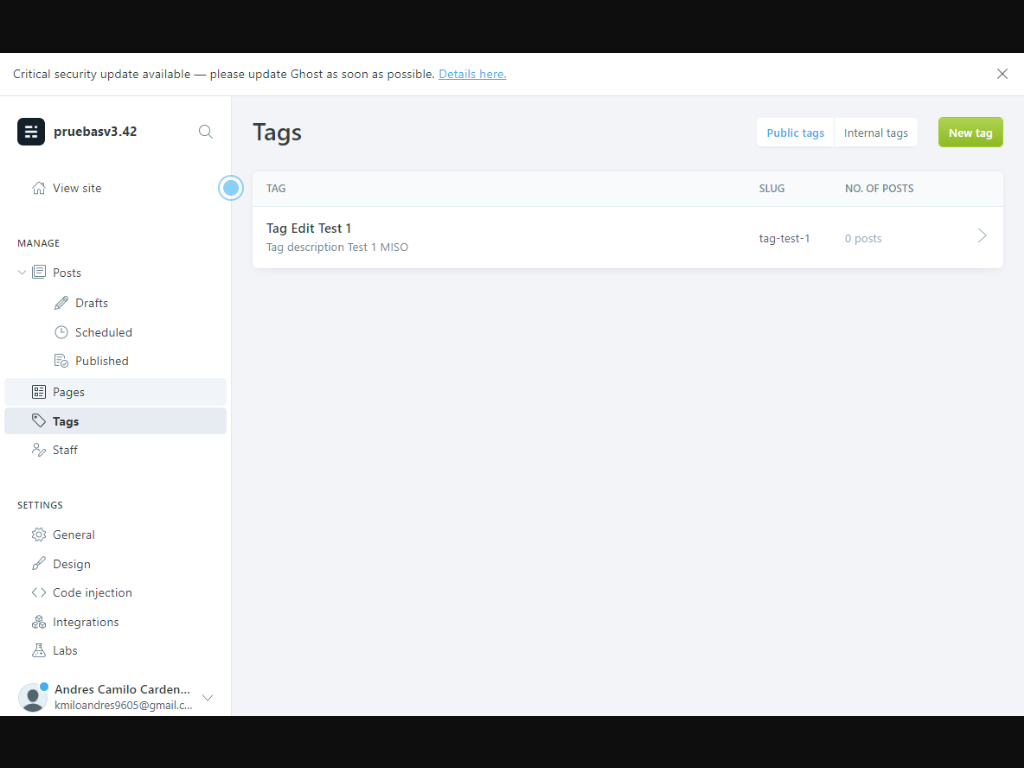 Critical security update available — please update Ghost as soon as possible. Details here.
pruebasv3.42
View site
MANAGE
Posts
Drafts
Scheduled
Published
Pages
Tags
Staff
SETTINGS
General
Design
Code injection
Integrations
Labs
Andres Camilo Carden...
kmiloandres9605@gmail.c...
Tags
Public tags
Internal tags
New tag
TAG SLUG NO. OF POSTS
Tag Edit Test 1
Tag description Test 1 MISO
tag-test-1
0 posts